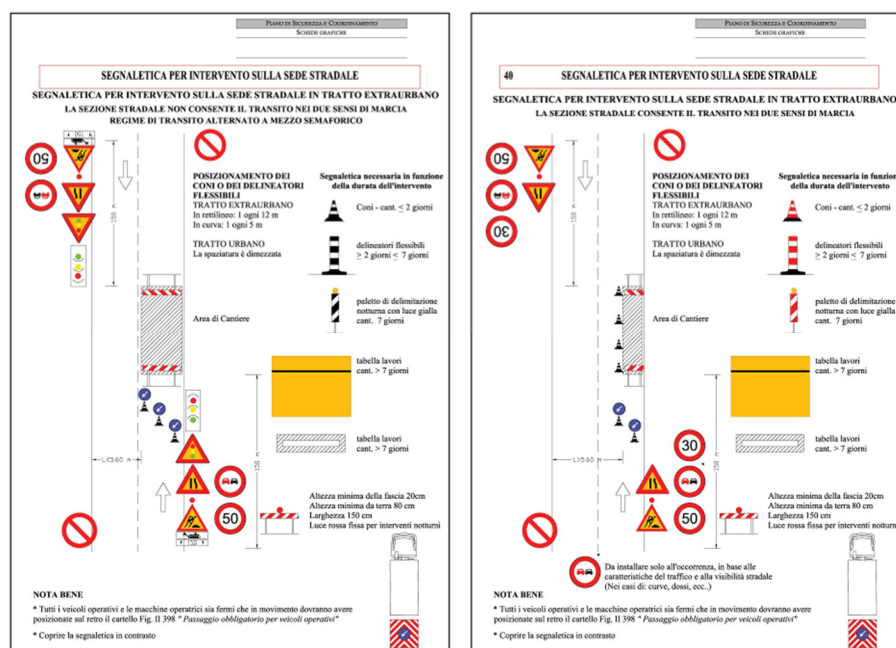 PIANO DI SICUREZZA E COORDINAMENTO
SCHEDE GRAFICHE
SEGNALETICA PER INTERVENTO SULLA SEDE STRADALE
SEGNALETICA PER INTERVENTO SULLA SEDE STRADALE IN TRATTO EXTRAURBANO
LA SEZIONE STRADALE NON CONSENTE IL TRANSITO NEI DUE SENSI DI MARCIA
REGIME DI TRANSITO ALTERNATO A MEZZO SEMAFORICO
150
50
150 m
POSIZIONAMENTO DEI
CONI O DEI DELINEATORI
FLESSIBILI
TRATTO EXTRAURBANO
In rettilineo: 1 ogni 12 m
In curva: 1 ogni 5 m
TRATTO URBANO
La spaziatura è dimezzata
Segnaletica necessaria in funzione
della durata dell'intervento
Coni - cant. ≤ 2 giorni
delineatori flessibili
≥ 2 giorni ≤ 7 giorni
paletto di delimitazione
notturna con luce gialla
cant. 7 giorni
Area di Cantiere
tabella lavori
cant. > 7 giorni
tabella lavori
cant. > 7 giorni
L<5.60 m
150 m
50
150
Altezza minima della fascia 20cm
Altezza minima da terra 80 cm
Larghezza 150 cm
Luce rossa fissa per interventi notturni
NOTA BENE
* Tutti i veicoli operativi e le macchine operatrici sia fermi che in movimento dovranno avere
posizionate sul retro il cartello Fig. II 398 " Passaggio obbligatorio per veicoli operativi"
* Coprire la segnaletica in contrasto
PIANO DI SICUREZZA E COORDINAMENTO
SCHEDE GRAFICHE
40 SEGNALETICA PER INTERVENTO SULLA SEDE STRADALE
SEGNALETICA PER INTERVENTO SULLA SEDE STRADALE IN TRATTO EXTRAURBANO
LA SEZIONE STRADALE CONSENTE IL TRANSITO NEI DUE SENSI DI MARCIA
50
30
150 m
POSIZIONAMENTO DEI
CONI O DEI DELINEATORI
FLESSIBILI
TRATTO EXTRAURBANO
In rettilineo: 1 ogni 12 m
In curva: 1 ogni 5 m
TRATTO URBANO
La spaziatura è dimezzata
Segnaletica necessaria in funzione
della durata dell'intervento
Coni - cant. ≤ 2 giorni
delineatori flessibili
≥ 2 giorni ≤ 7 giorni
paletto di delimitazione
notturna con luce gialla
cant. 7 giorni
Area di Cantiere
tabella lavori
cant. > 7 giorni
tabella lavori
cant. > 7 giorni
30
L>5.60 m
150 m
50
Altezza minima della fascia 20cm
Altezza minima da terra 80 cm
Larghezza 150 cm
Luce rossa fissa per interventi notturni
* Da installare solo all'occorrenza, in base alle
caratteristiche del traffico e alla visibilità stradale
(Nei casi di: curve, dossi, ecc..)
NOTA BENE
* Tutti i veicoli operativi e le macchine operatrici sia fermi che in movimento dovranno avere
posizionate sul retro il cartello Fig. II 398 " Passaggio obbligatorio per veicoli operativi"
* Coprire la segnaletica in contrasto